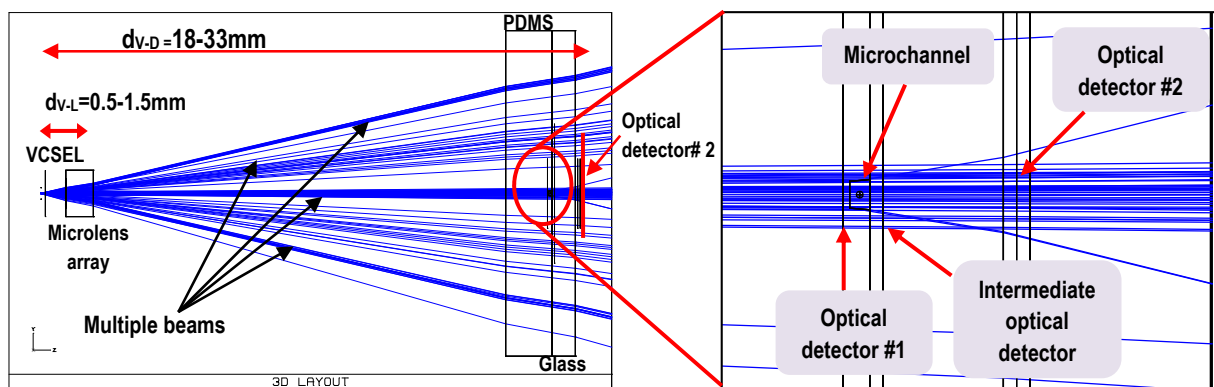 PDMS
dV-D =18-33mm
dV-L=0.5-1.5mm
VCSEL
Optical
detector# 2
Microlens
array
Multiple beams
Y
Z
Glass
3D LAYOUT
Microchannel
Optical
detector #2
Optical
detector #1
Intermediate
optical
detector